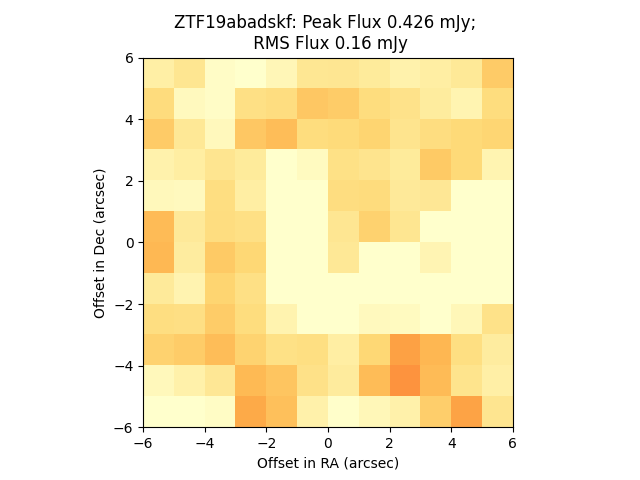 ZTF19abadskf: Peak Flux 0.426 mJy;
RMS Flux 0.16 mJy
6
4
2
0
−2
−4
−6
Offset in Dec (arcsec)
−6 −4 −2 0 2 4 6
Offset in RA (arcsec)